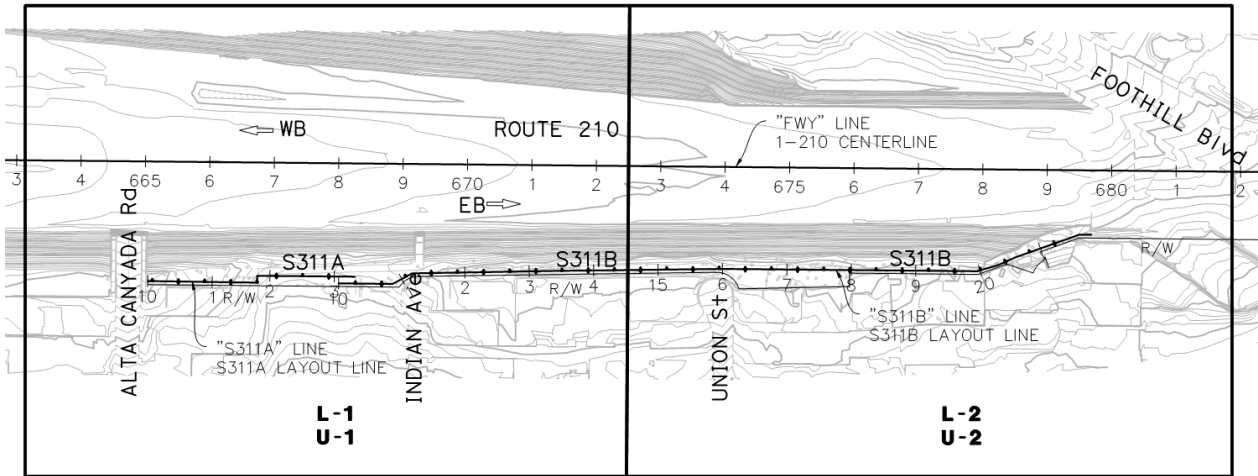 FOOTHILL Blvd
"FWY" LINE
1-210 CENTERLINE
WB
ROUTE 210
3 4 665 6 7 8 9 670 1 2 3 4 675 6 7 8 9 680 1 2
EB
ALTA CANYADA Rd
S311A
S311B
S311B
R/W
R/W
R/W
10 1 2 10 2 3 4 15 6 7 8 9 20
INDIAN Ave
UNION St
"S311A" LINE
S311A LAYOUT LINE
"S311B" LINE
S311B LAYOUT LINE
L-1
U-1
L-2
U-2